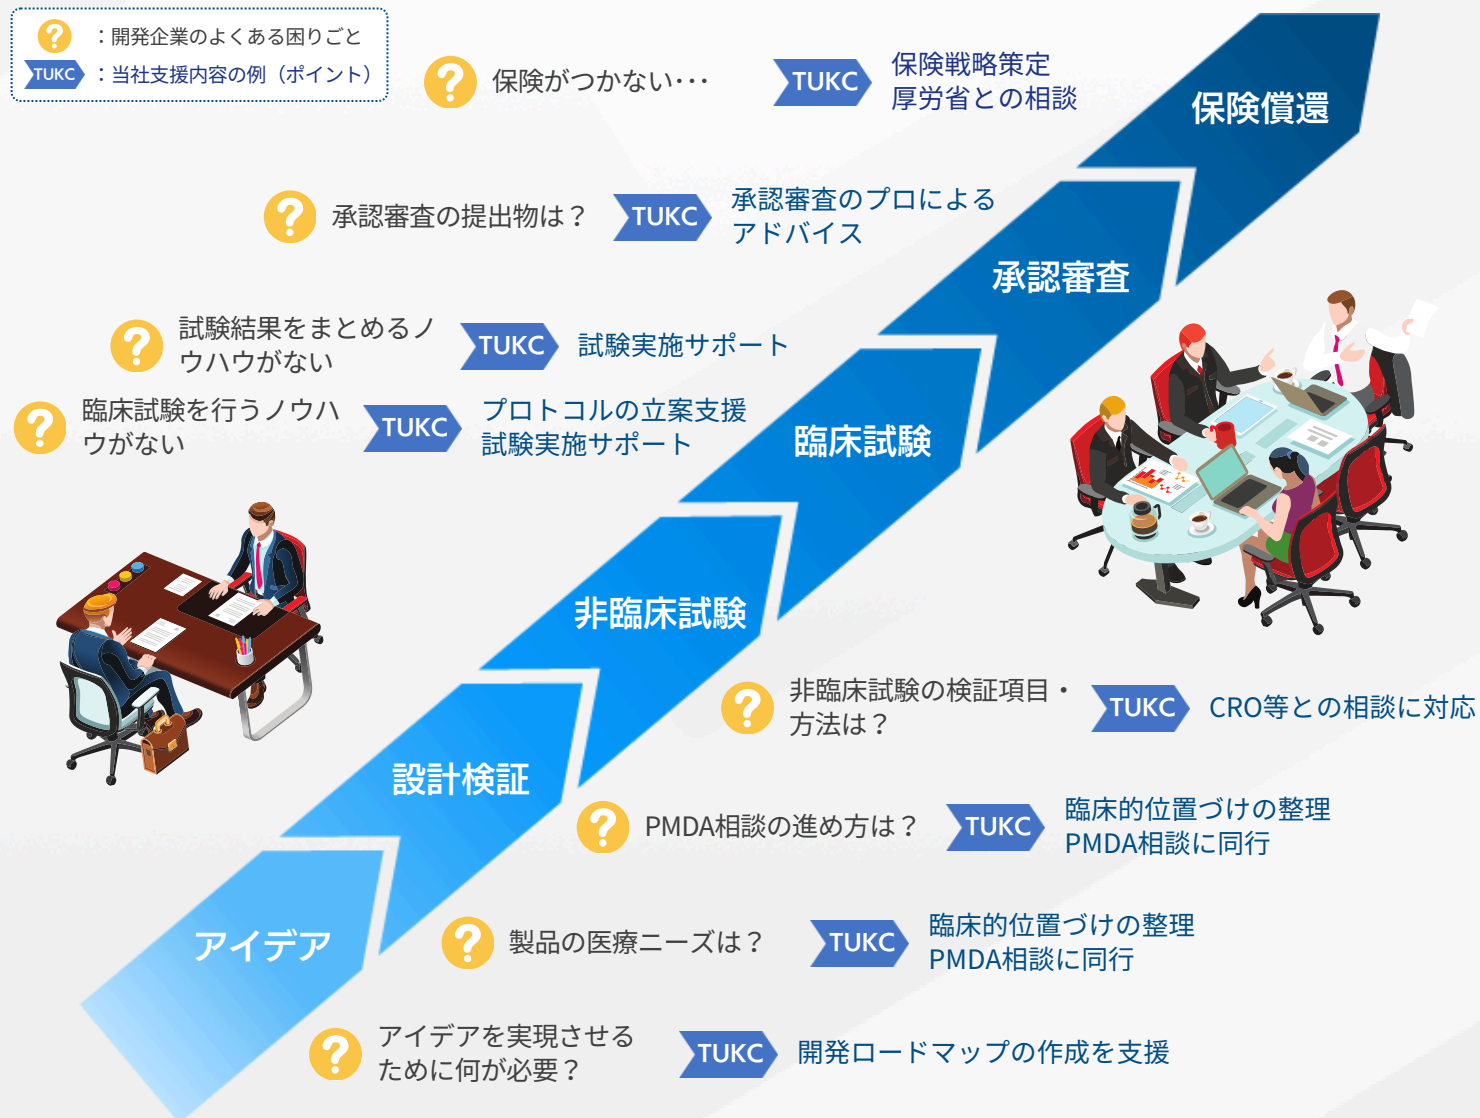 ：開発企業のよくある困りごと
TUKC ：当社支援内容の例（ポイント）
保険がつかない･･･
TUKC
保険戦略策定
厚労省との相談
保険償還
承認審査の提出物は？
TUKC
承認審査のプロによる
アドバイス
承認審査
試験結果をまとめるノ
ウハウがない
TUKC
試験実施サポート
臨床試験を行うノウハ
ウがない
TUKC
プロトコルの立案支援
試験実施サポート
臨床試験
非臨床試験
非臨床試験の検証項目・
方法は？
TUKC
CRO等との相談に対応
設計検証
PMDA相談の進め方は？
TUKC
臨床的位置づけの整理
PMDA相談に同行
アイデア
製品の医療ニーズは？
TUKC
臨床的位置づけの整理
PMDA相談に同行
アイデアを実現させる
ために何が必要？
TUKC
開発ロードマップの作成を支援